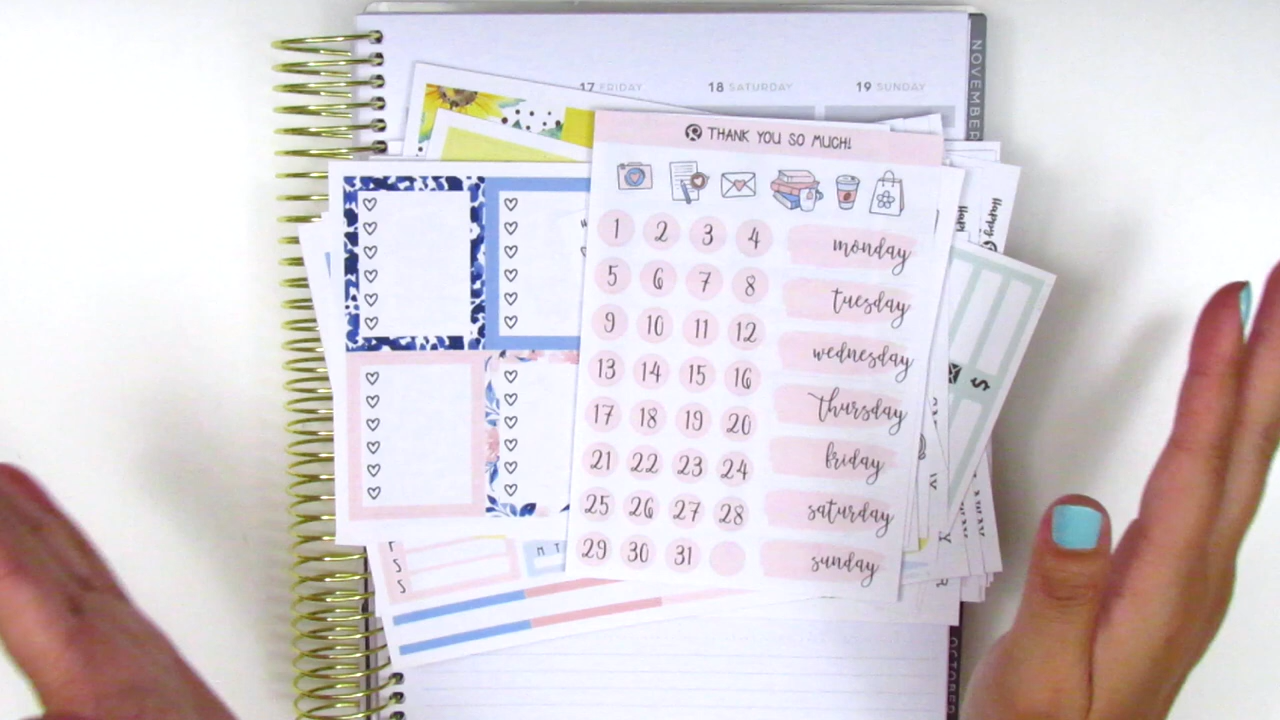 17 FRIDAY 18 SATURDAY 19 SUNDAY
NOVEMBER
THANK YOU SO MUCH!
1 2 3 4 monday
5 6 7 8 tuesday
9 10 11 12 wednesday
13 14 15 16 thursday
17 18 19 20
21 22 23 24 friday
25 26 27 28 saturday
29 30 31 sunday
Happy
$
S
S
M T
OCTOBER